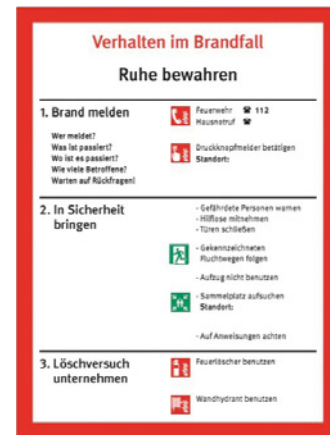 Verhalten im Brandfall
Ruhe bewahren
1. Brand melden
Wer meldet?
Was ist passiert?
Wo ist es passiert?
Wie viele Betroffene?
Warten auf Rückfragen!
Feuerwehr ☎ 112
Hausnotruf ☎
Druckknopfmelder betätigen
Standort:
2. In Sicherheit
bringen
- Gefährdete Personen warnen
- Hilflose mitnehmen
- Türen schließen
- Gekennzeichneten
Fluchtwegen folgen
- Aufzug nicht benutzen
- Sammelplatz aufsuchen
Standort:
- Auf Anweisungen achten
3. Löschversuch
unternehmen
Feuerlöscher benutzen
Wandhydrant benutzen